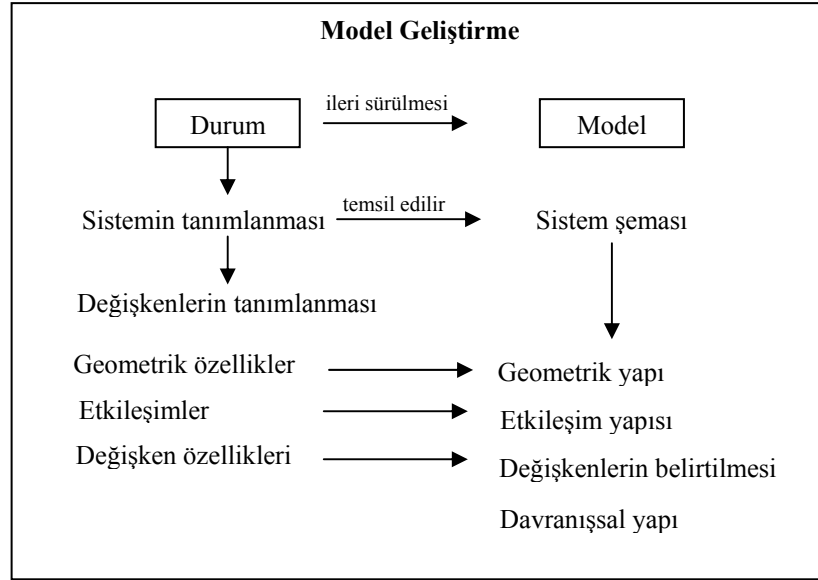 Model Geliştirme
ileri sürülmesi
Durum
Model
temsil edilir
Sistemin tanımlanması
Sistem şeması
Değişkenlerin tanımlanması
Geometrik özellikler
Geometrik yapı
Etkileşimler
Etkileşim yapısı
Değişken özellikleri
Değişkenlerin belirtilmesi
Davranışsal yapı